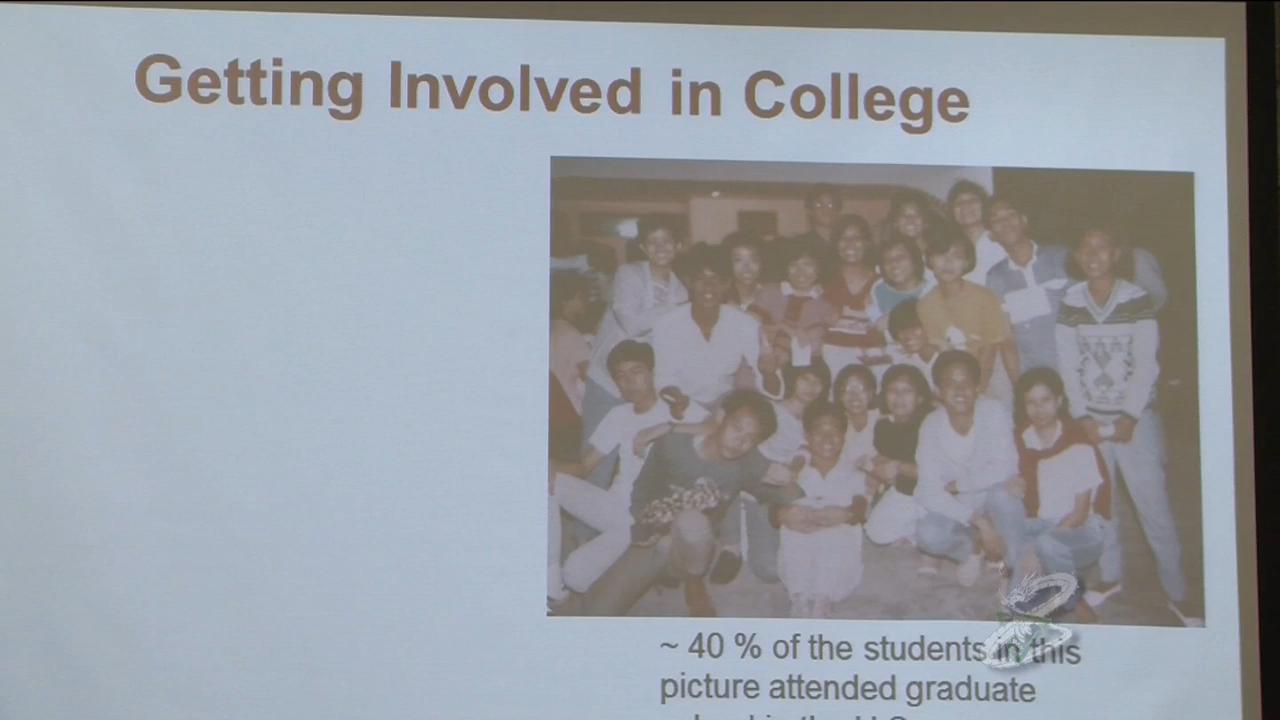 Getting Involved in College
~ 40 % of the students in this
picture attended graduate